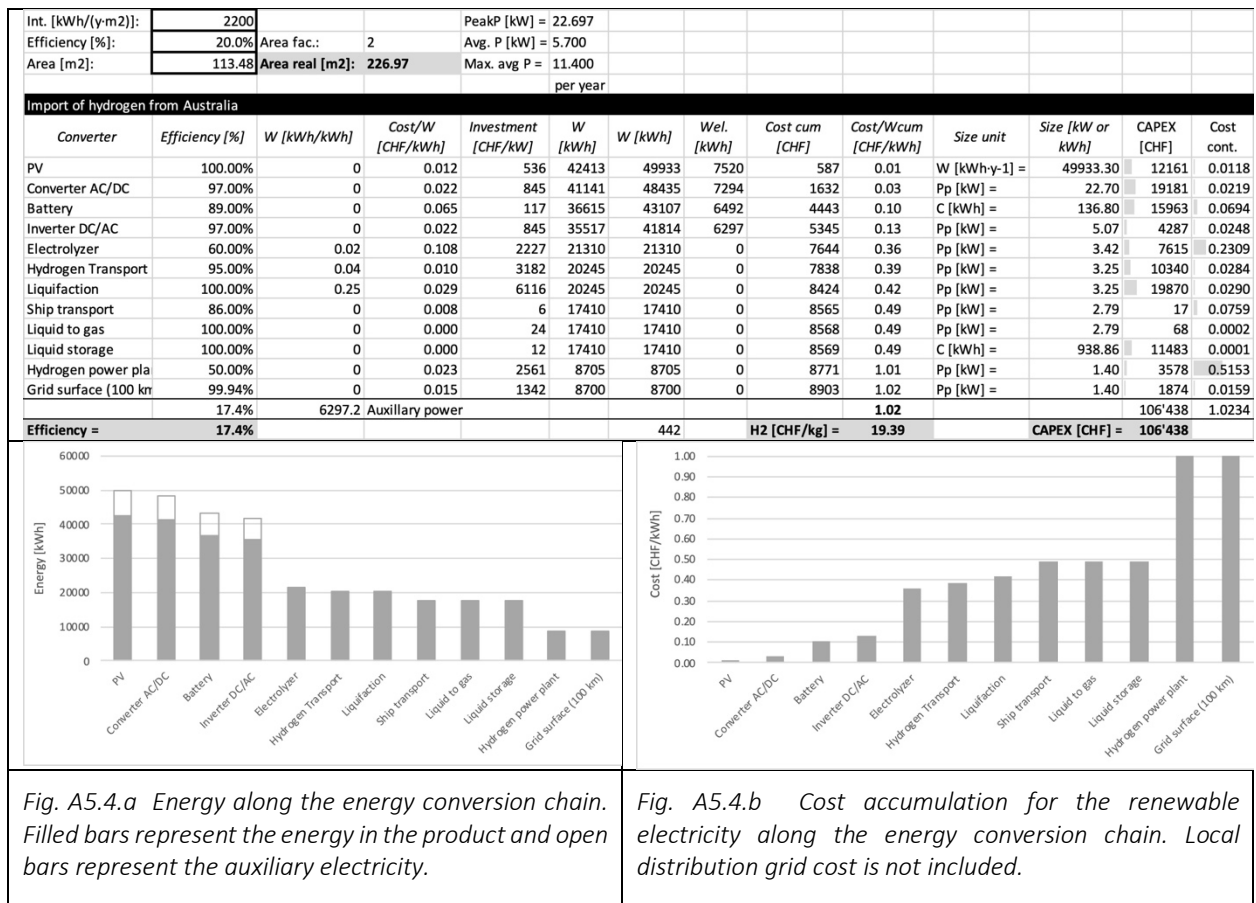 Int. [kWh/(y·m2)]: 2200 PeakP [kW] = 22.697
Efficiency [%]: 20.0% Area fac.: 2 Avg. P [kW] = 5.700
Area [m2]: 113.48 Area real [m2]: 226.97 Max. avg P = 11.400
per year
Import of hydrogen from Australia
Converter Efficiency [%] W [kWh/kWh] Cost/W [CHF/kWh] Investment [CHF/kW] W [kWh] W [kWh] Wel. [kWh] Cost cum [CHF] Cost/Wcum [CHF/kWh] Size unit Size [kW or kWh] CAPEX [CHF] Cost cont.
PV 100.00% 0 0.012 536 42413 49933 7520 587 0.01 W [kWh·y-1] = 49933.30 12161 0.0118
Converter AC/DC 97.00% 0 0.022 845 41141 48435 7294 1632 0.03 Pp [kW] = 22.70 19181 0.0219
Battery 89.00% 0 0.065 117 36615 43107 6492 4443 0.10 C [kWh] = 136.80 15963 0.0694
Inverter DC/AC 97.00% 0 0.022 845 35517 41814 6297 5345 0.13 Pp [kW] = 5.07 4287 0.0248
Electrolyzer 60.00% 0.02 0.108 2227 21310 21310 0 7644 0.36 Pp [kW] = 3.42 7615 0.2309
Hydrogen Transport 95.00% 0.04 0.010 3182 20245 20245 0 7838 0.39 Pp [kW] = 3.25 10340 0.0284
Liquifaction 100.00% 0.25 0.029 6116 20245 20245 0 8424 0.42 Pp [kW] = 3.25 19870 0.0290
Ship transport 86.00% 0 0.008 6 17410 17410 0 8565 0.49 Pp [kW] = 2.79 17 0.0759
Liquid to gas 100.00% 0 0.000 24 17410 17410 0 8568 0.49 Pp [kW] = 2.79 68 0.0002
Liquid storage 100.00% 0 0.000 12 17410 17410 0 8569 0.49 C [kWh] = 938.86 11483 0.0001
Hydrogen power pla 50.00% 0 0.023 2561 8705 8705 0 8771 1.01 Pp [kW] = 1.40 3578 0.5153
Grid surface (100 km 99.94% 0 0.015 1342 8700 8700 0 8903 1.02 Pp [kW] = 1.40 1874 0.0159
17.4% 6297.2 Auxillary power 1.02 106'438 1.0234
Efficiency = 17.4% 442 H2 [CHF/kg] = 19.39 CAPEX [CHF] = 106'438
Energy [kWh]
60000
50000
40000
30000
20000
10000
0
PV
Converter AC/DC
Battery
Inverter DC/AC
Electrolyzer
Hydrogen Transport
Liquifaction
Ship transport
Liquid to gas
Liquid storage
Hydrogen power plant
Grid surface (100 km)
Cost [CHF/kWh]
1.00
0.90
0.80
0.70
0.60
0.50
0.40
0.30
0.20
0.10
0.00
PV
Converter AC/DC
Battery
Inverter DC/AC
Electrolyzer
Hydrogen Transport
Liquifaction
Ship transport
Liquid to gas
Liquid storage
Hydrogen power plant
Grid surface (100 km)
Fig. A5.4.a Energy along the energy conversion chain.
Filled bars represent the energy in the product and open
bars represent the auxiliary electricity.
Fig. A5.4.b Cost accumulation for the renewable
electricity along the energy conversion chain. Local
distribution grid cost is not included.